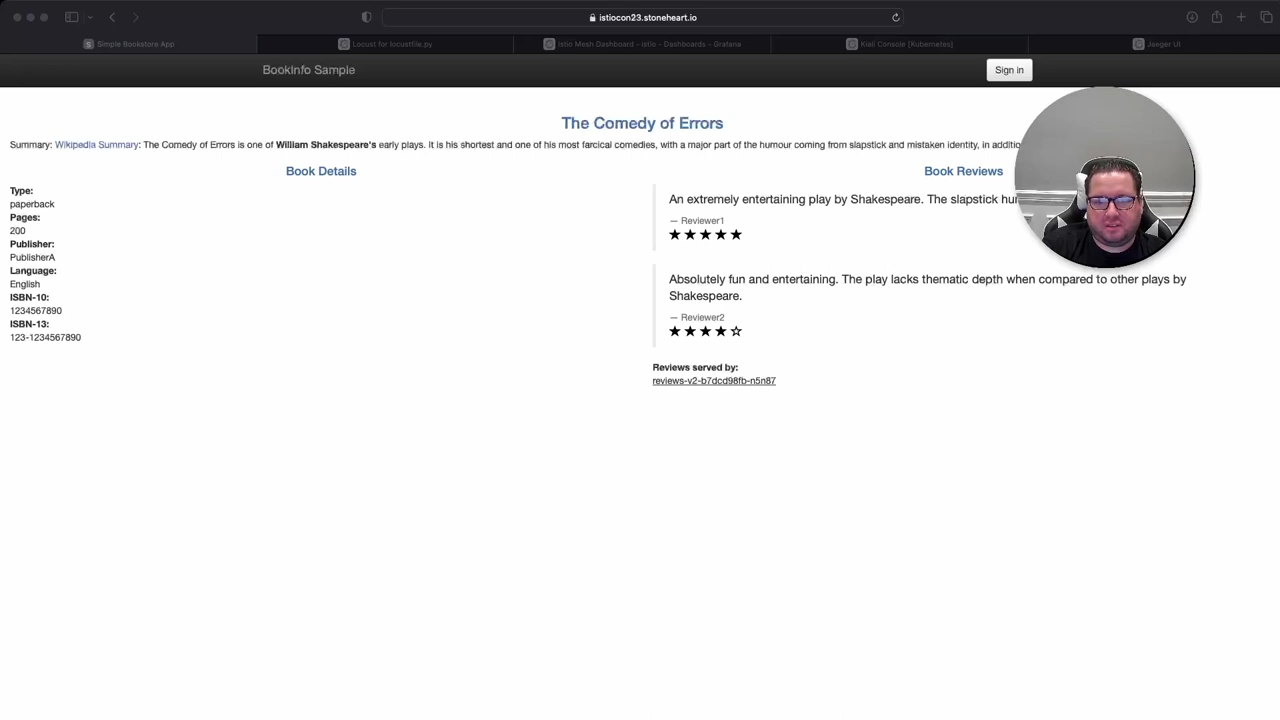 istiocon23.stoneheart.io
S Simple Bookstore App
Locust for locustfile.py
Istio Mesh Dashboard - istio - Dashboards - Grafana
Kiali Console [Kubernetes]
Jaeger UI
BookInfo Sample
Sign in
The Comedy of Errors
Summary: Wikipedia Summary: The Comedy of Errors is one of William Shakespeare's early plays. It is his shortest and one of his most farcical comedies, with a major part of the humour coming from slapstick and mistaken identity, in
Book Details
Type:
paperback
Pages:
200
Publisher:
PublisherA
Language:
English
ISBN-10:
1234567890
ISBN-13:
123-1234567890
Book Reviews
An extremely entertaining play by Shakespeare. The slapstick
— Reviewer1
★ ★ ★ ★ ★
Absolutely fun and entertaining. The play lacks thematic depth when compared to other plays by
Shakespeare.
— Reviewer2
★ ★ ★ ★ ☆
Reviews served by:
reviews-v2-b7dcd98fb-n5n87